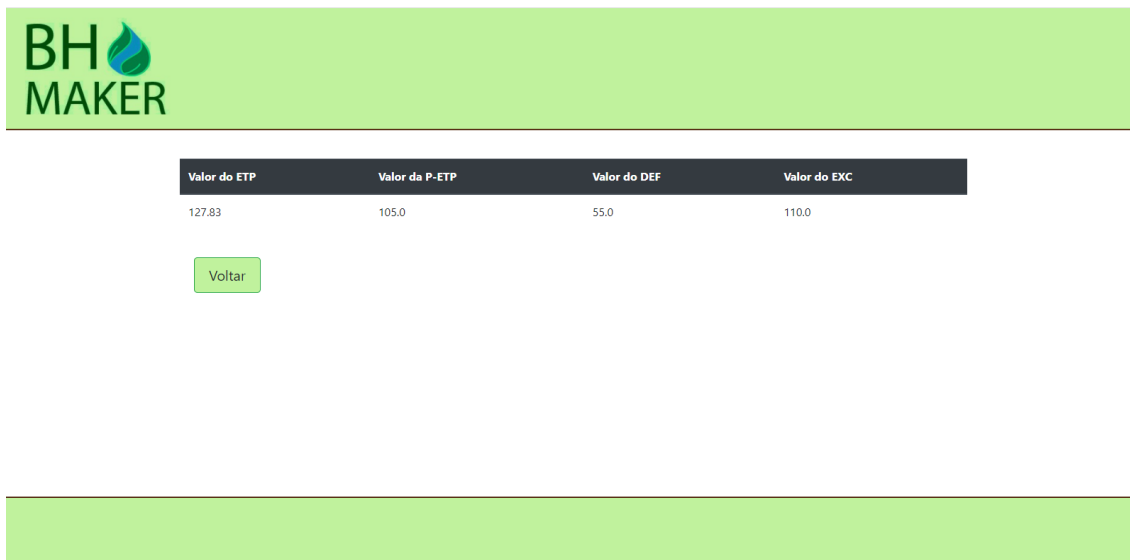 BH
MAKER
Valor do ETP Valor da P-ETP Valor do DEF Valor do EXC
127.83 105.0 55.0 110.0
Voltar